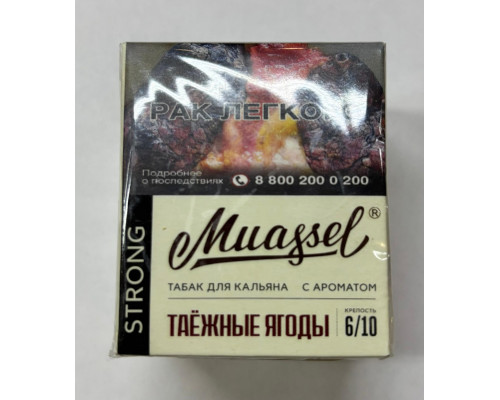 РАК ЛЕГКОГО
Подробнее
о последствиях
8 800 200 0 200
STRONG
Muassel®
ТАБАК ДЛЯ КАЛЬЯНА С АРОМАТОМ
ТАЁЖНЫЕ ЯГОДЫ
КРЕПОСТЬ
6/10